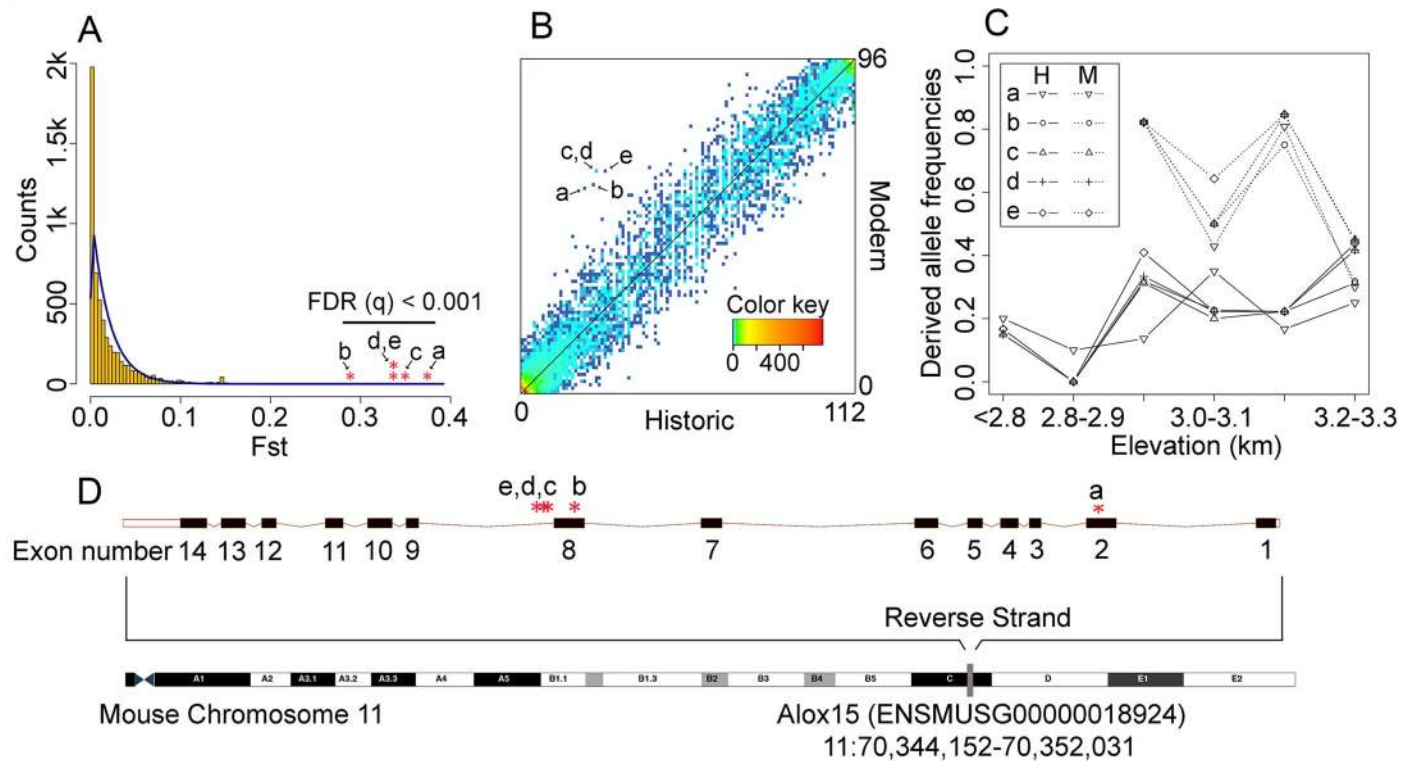 A
2k
1.5k
1k
500
0
Counts
0.0 0.1 0.2 0.3 0.4
Fst
FDR (q) < 0.001
d,e
b c a
* * * * *
B
96
c,d e
a b
Modern
Color key
0 400
0
0 Historic 112
C
Derived allele frequencies
1.0
0.8
0.6
0.4
0.2
0.0
H M
a
b
c
d
e
<2.8 2.8-2.9 3.0-3.1 3.2-3.3
Elevation (km)
D
e,d,c b a
* * * * *
Exon number 14 13 12 11 10 9 8 7 6 5 4 3 2 1
Reverse Strand
A1 A2 A3.1 A3.2 A3.3 A4 A5 B1.1 B1.3 B2 B3 B4 B5 C D E1 E2
Mouse Chromosome 11
Alox15 (ENSMUSG00000018924)
11:70,344,152-70,352,031